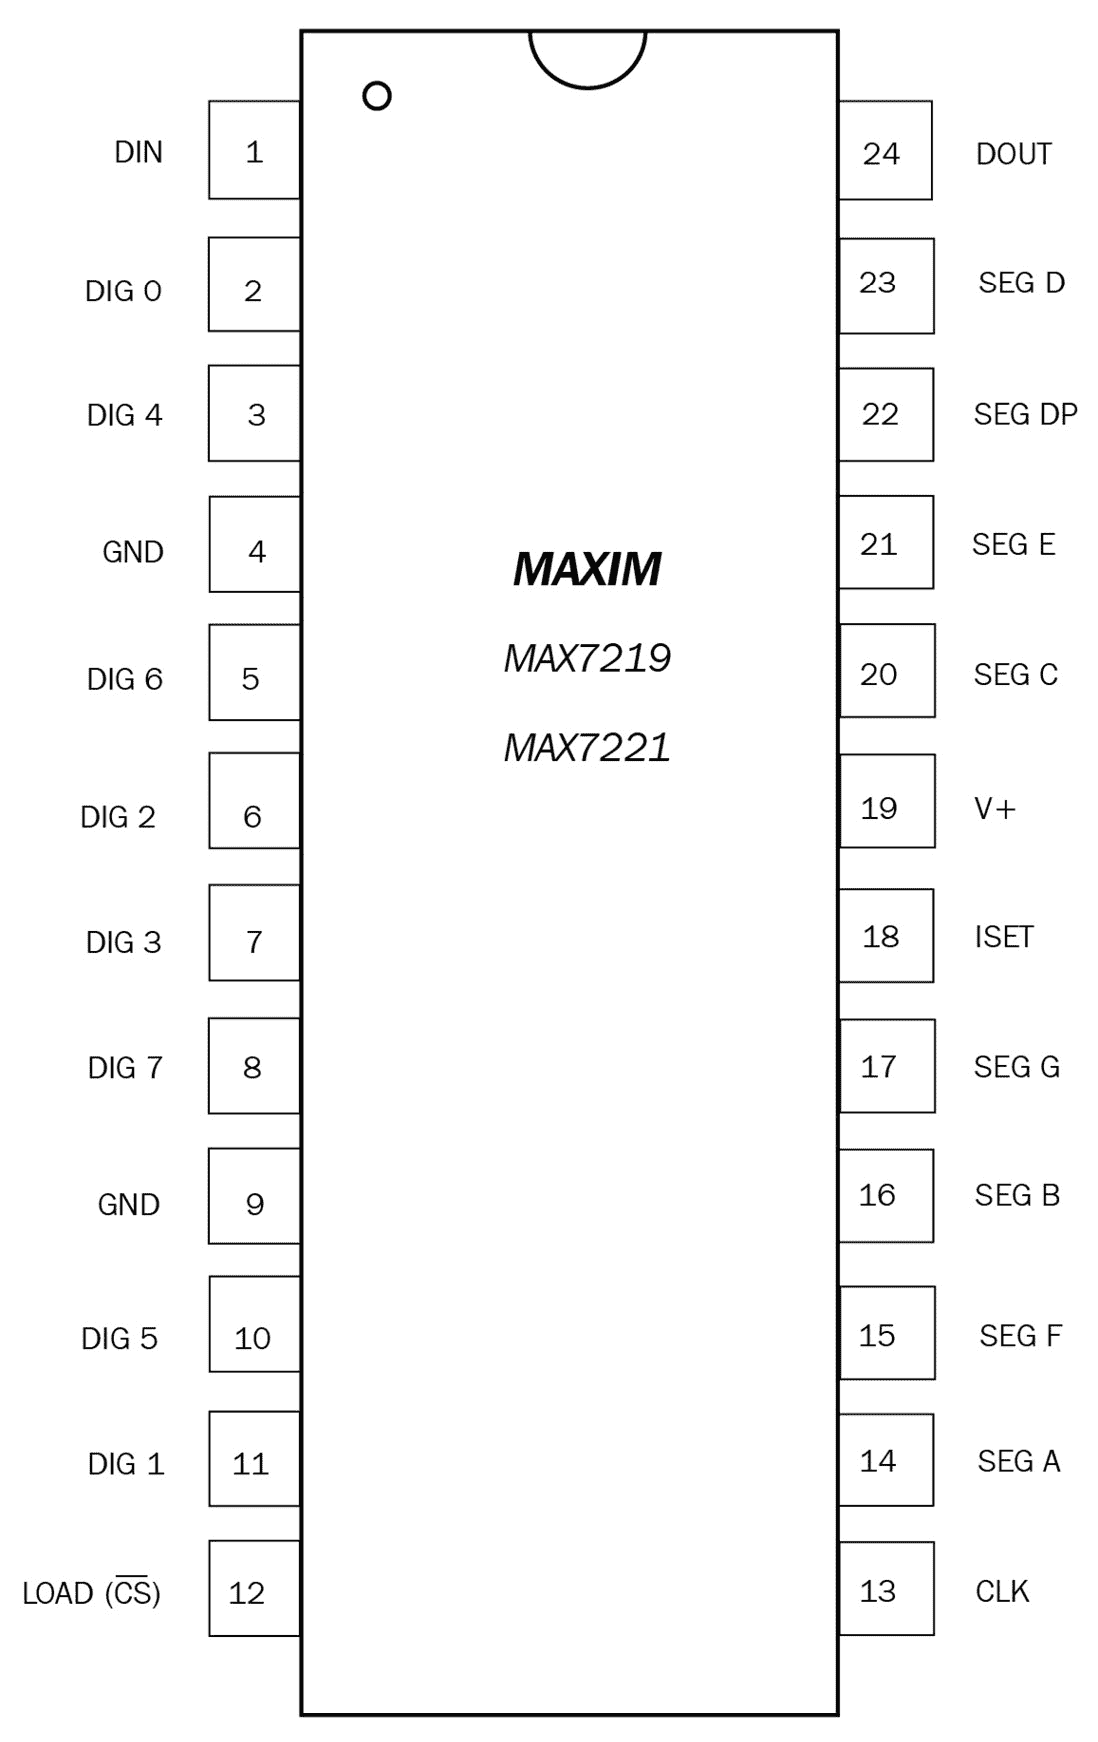 DIN 1 24 DOUT
DIG 0 2 23 SEG D
DIG 4 3 22 SEG DP
GND 4 21 SEG E
MAXIM
MAX7219
DIG 6 5 20 SEG C
MAX7221
DIG 2 6 19 V+
DIG 3 7 18 ISET
DIG 7 8 17 SEG G
GND 9 16 SEG B
DIG 5 10 15 SEG F
DIG 1 11 14 SEG A
LOAD (C̅S̅) 12 13 CLK